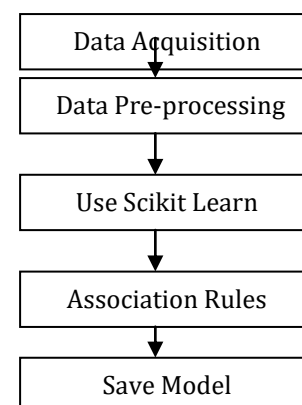 Data Acquisition
Data Pre-processing
Use Scikit Learn
Association Rules
Save Model